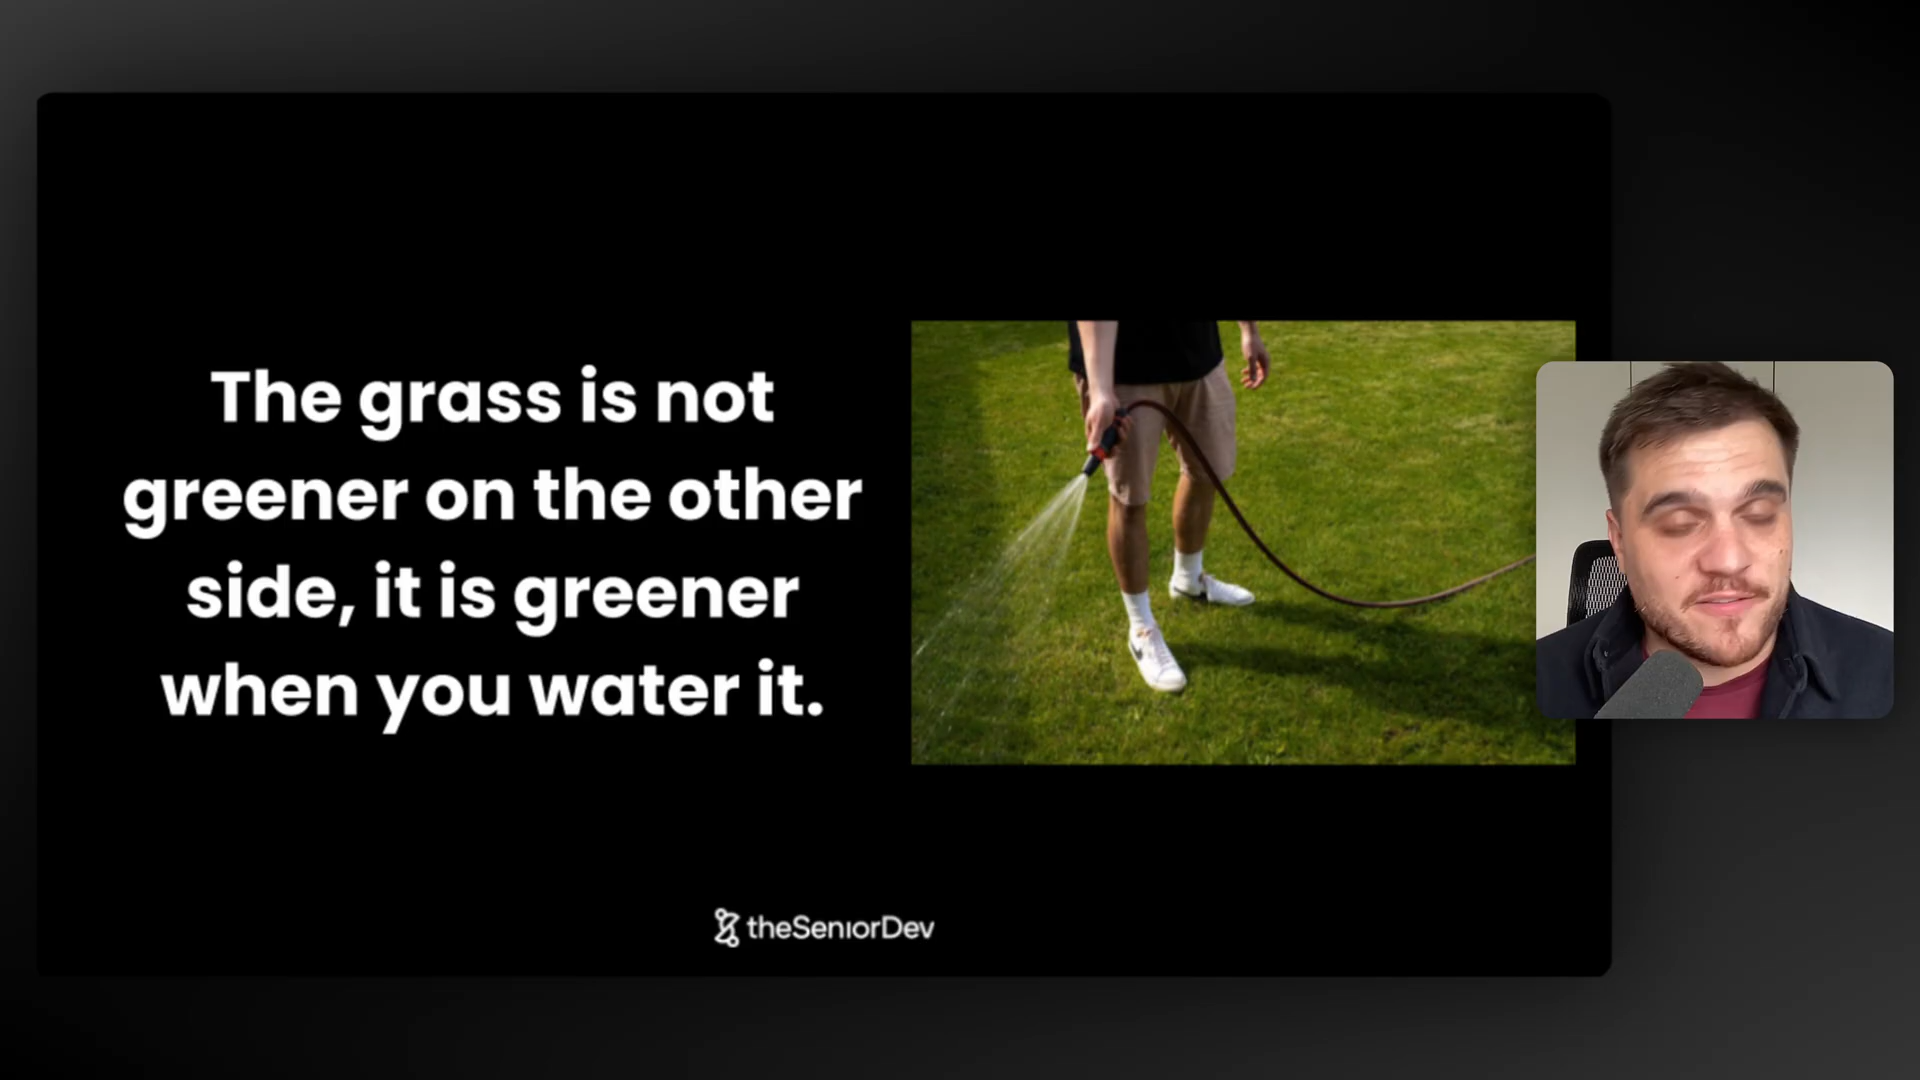 The grass is not
greener on the other
side, it is greener
when you water it.
theSeniorDev